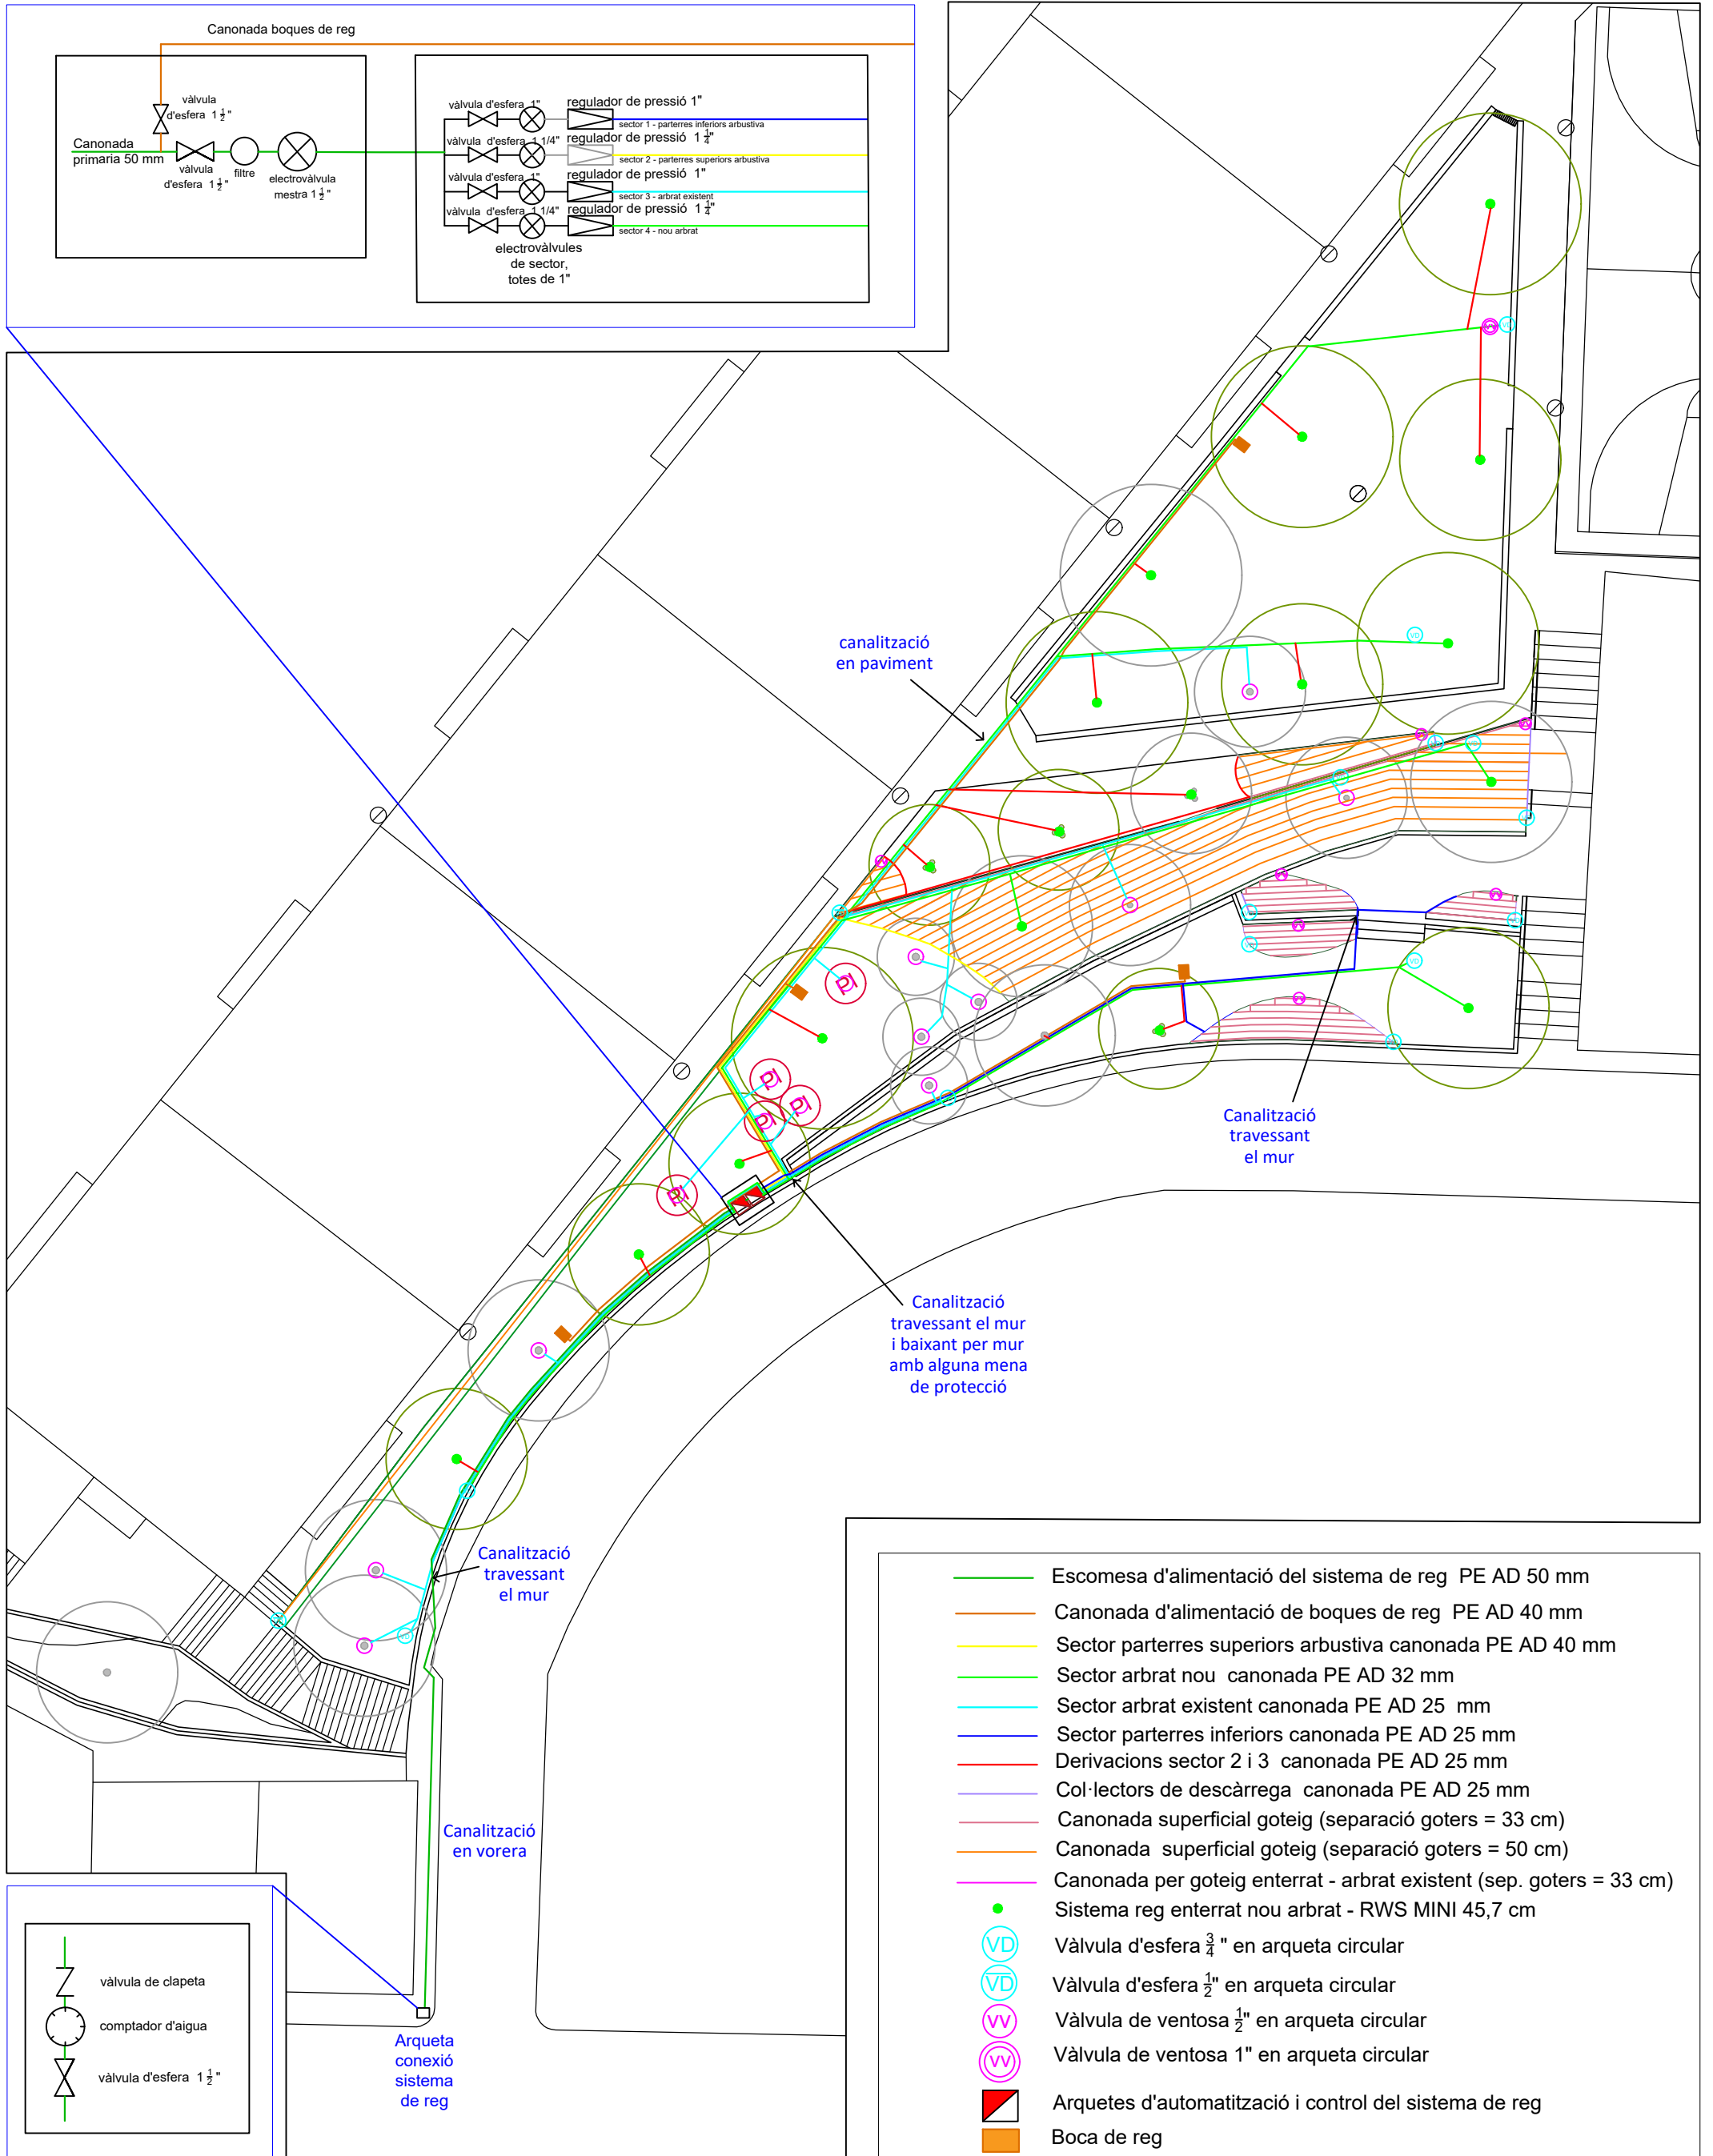 Canonada boques de reg
vàlvula
d'esfera 1 1/2 "
Canonada
primaria 50 mm
vàlvula
d'esfera 1 1/2 "
filtre
electrovàlvula
mestra 1 1/2 "
vàlvula d'esfera 1"
regulador de pressió 1"
sector 1 - parterres inferiors arbustiva
vàlvula d'esfera 1 1/4"
regulador de pressió 1 1/4"
sector 2 - parterres superiors arbustiva
vàlvula d'esfera 1"
regulador de pressió 1"
sector 3 - arbrat existent
vàlvula d'esfera 1 1/4"
regulador de pressió 1 1/4"
sector 4 - nou arbrat
electrovàlvules
de sector,
totes de 1"
canalització
en paviment
Canalització
travessant
el mur
Canalització
travessant el mur
i baixant per mur
amb alguna mena
de protecció
Canalització
travessant
el mur
Canalització
en vorera
Arqueta
conexió
sistema
de reg
vàlvula de clapeta
comptador d'aigua
vàlvula d'esfera 1 1/2 "
Escomesa d'alimentació del sistema de reg PE AD 50 mm
Canonada d'alimentació de boques de reg PE AD 40 mm
Sector parterres superiors arbustiva canonada PE AD 40 mm
Sector arbrat nou canonada PE AD 32 mm
Sector arbrat existent canonada PE AD 25 mm
Sector parterres inferiors canonada PE AD 25 mm
Derivacions sector 2 i 3 canonada PE AD 25 mm
Col·lectors de descàrrega canonada PE AD 25 mm
Canonada superficial goteig (separació goters = 33 cm)
Canonada superficial goteig (separació goters = 50 cm)
Canonada per goteig enterrat - arbrat existent (sep. goters = 33 cm)
Sistema reg enterrat nou arbrat - RWS MINI 45,7 cm
VD Vàlvula d'esfera 3/4 " en arqueta circular
VD Vàlvula d'esfera 1/2" en arqueta circular
VV Vàlvula de ventosa 1/2" en arqueta circular
VV Vàlvula de ventosa 1" en arqueta circular
Arquetes d'automatització i control del sistema de reg
Boca de reg